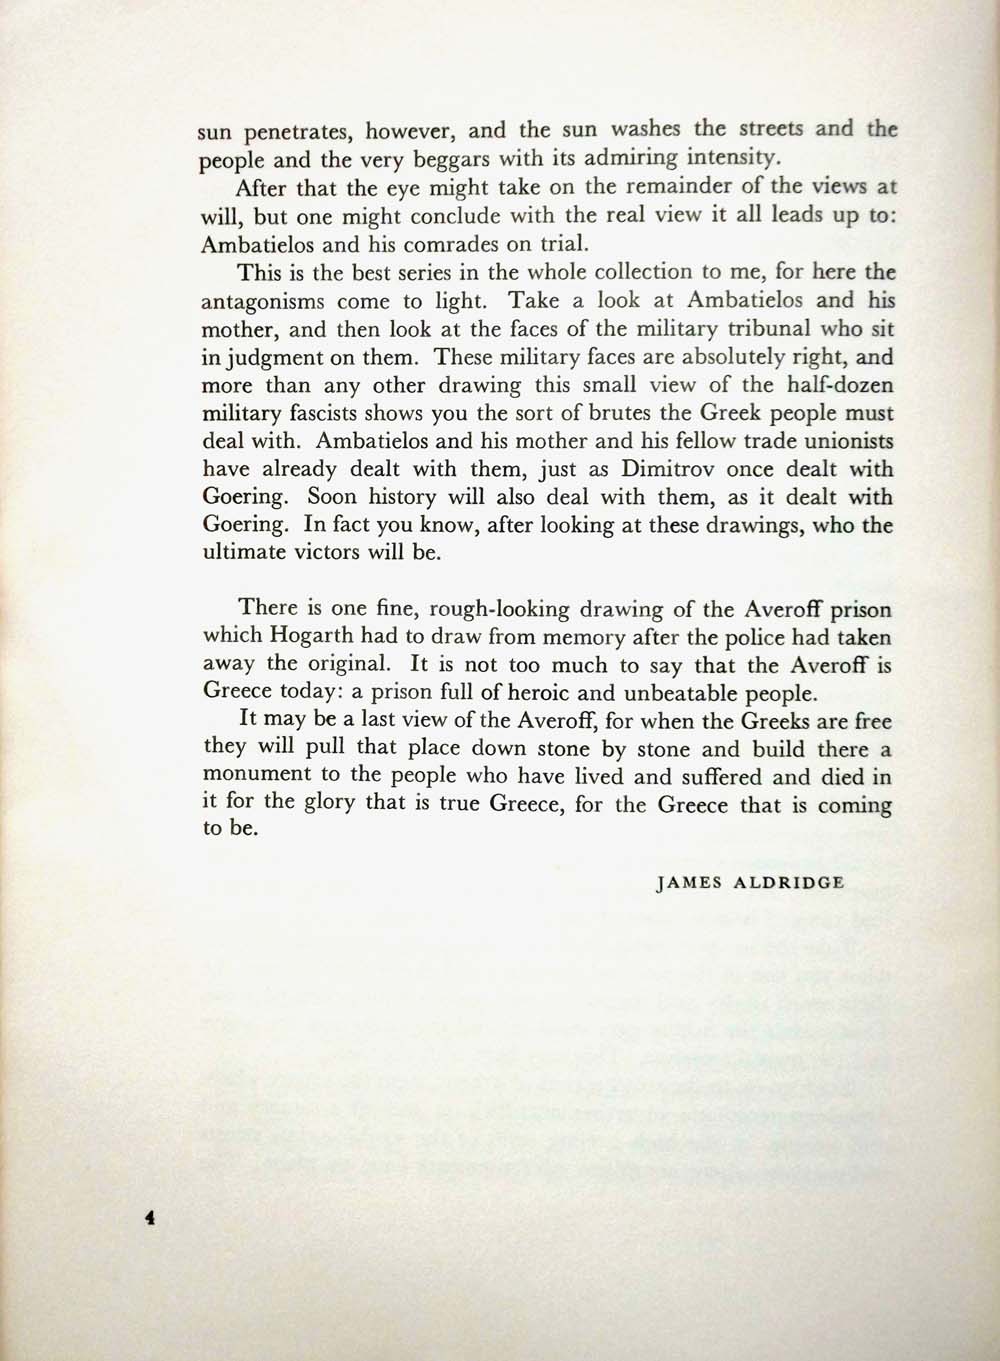 sun penetrates, however, and the sun washes the streets and the
people and the very beggars with its admiring intensity.
After that the eye might take on the remainder of the views at
will, but one might conclude with the real view it all leads up to:
Ambatielos and his comrades on trial.
This is the best series in the whole collection to me, for here the
antagonisms come to light. Take a look at Ambatielos and his
mother, and then look at the faces of the military tribunal who sit
in judgment on them. These military faces are absolutely right, and
more than any other drawing this small view of the half-dozen
military fascists shows you the sort of brutes the Greek people must
deal with. Ambatielos and his mother and his fellow trade unionists
have already dealt with them, just as Dimitrov once dealt with
Goering. Soon history will also deal with them, as it dealt with
Goering. In fact you know, after looking at these drawings, who the
ultimate victors will be.
There is one fine, rough-looking drawing of the Averoff prison
which Hogarth had to draw from memory after the police had taken
away the original. It is not too much to say that the Averoff is
Greece today: a prison full of heroic and unbeatable people.
It may be a last view of the Averoff, for when the Greeks are free
they will pull that place down stone by stone and build there a
monument to the people who have lived and suffered and died in
it for the glory that is true Greece, for the Greece that is coming
to be.
JAMES ALDRIDGE
4